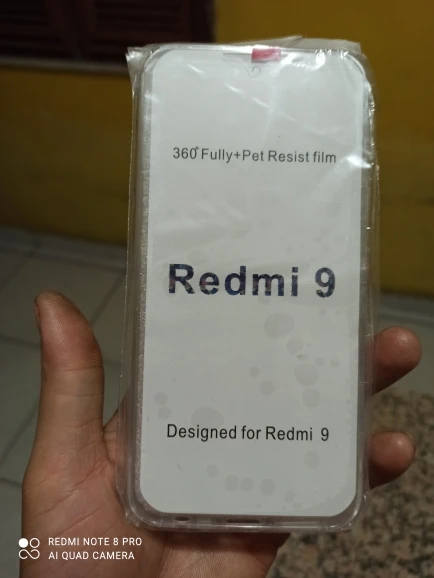 360°Fully+Pet Resist film
Redmi 9
Designed for Redmi 9
REDMI NOTE 8 PRO
AI QUAD CAMERA